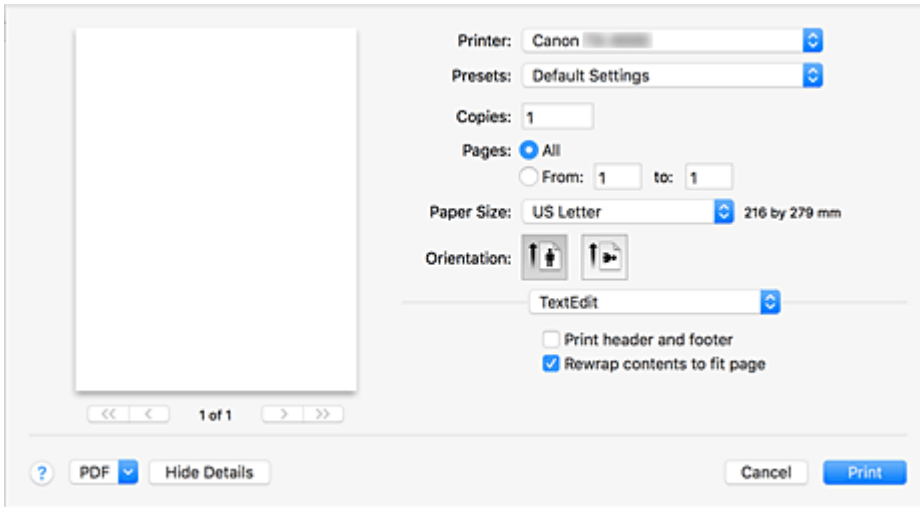 Printer: Canon
Presets: Default Settings
Copies: 1
Pages: All
From: 1 to: 1
Paper Size: US Letter 216 by 279 mm
Orientation:
TextEdit
Print header and footer
Rewrap contents to fit page
<< < 1 of 1 > >>
? PDF Hide Details Cancel Print